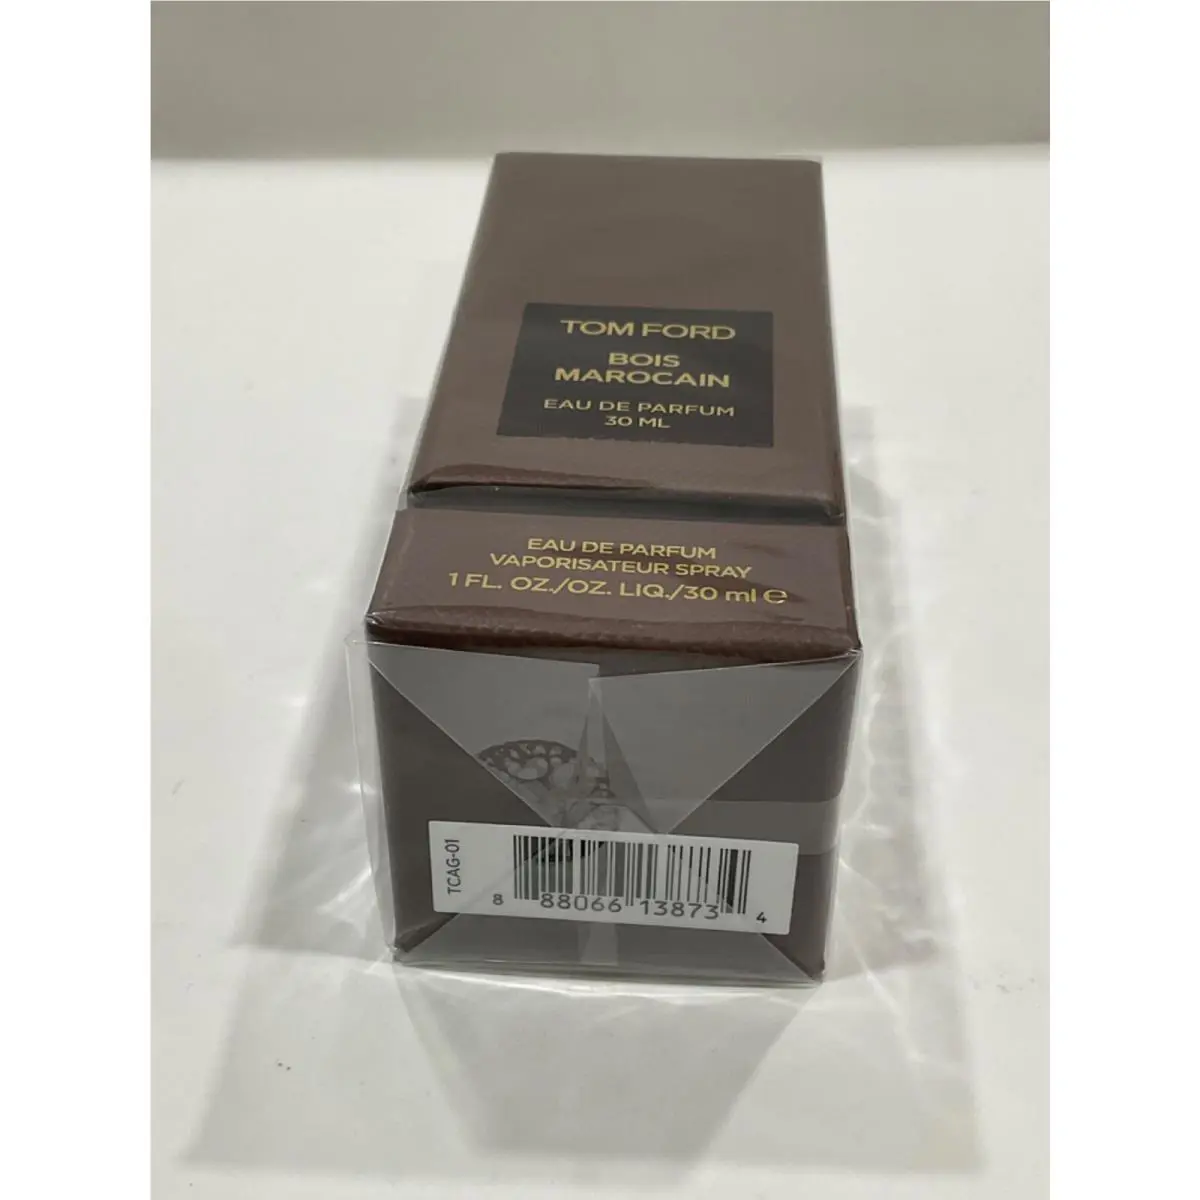 TOM FORD
BOIS
MAROCAIN
EAU DE PARFUM
30 ML
EAU DE PARFUM
VAPORISATEUR SPRAY
1 FL. OZ./OZ. LIQ./30 ml ℮
TCAG-01
8 88066 13873 4